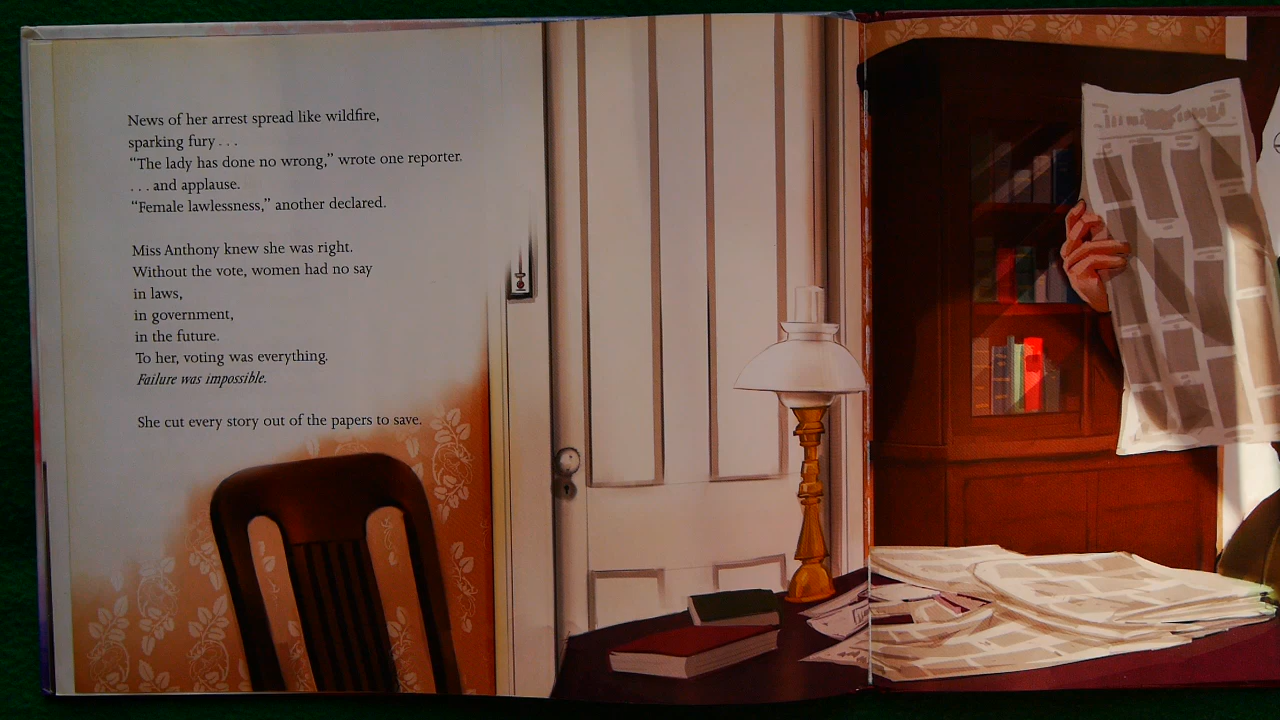 News of her arrest spread like wildfire,
sparking fury . . .
“The lady has done no wrong,” wrote one reporter.
. . . and applause.
“Female lawlessness,” another declared.
Miss Anthony knew she was right.
Without the vote, women had no say
in laws,
in government,
in the future.
To her, voting was everything.
Failure was impossible.
She cut every story out of the papers to save.